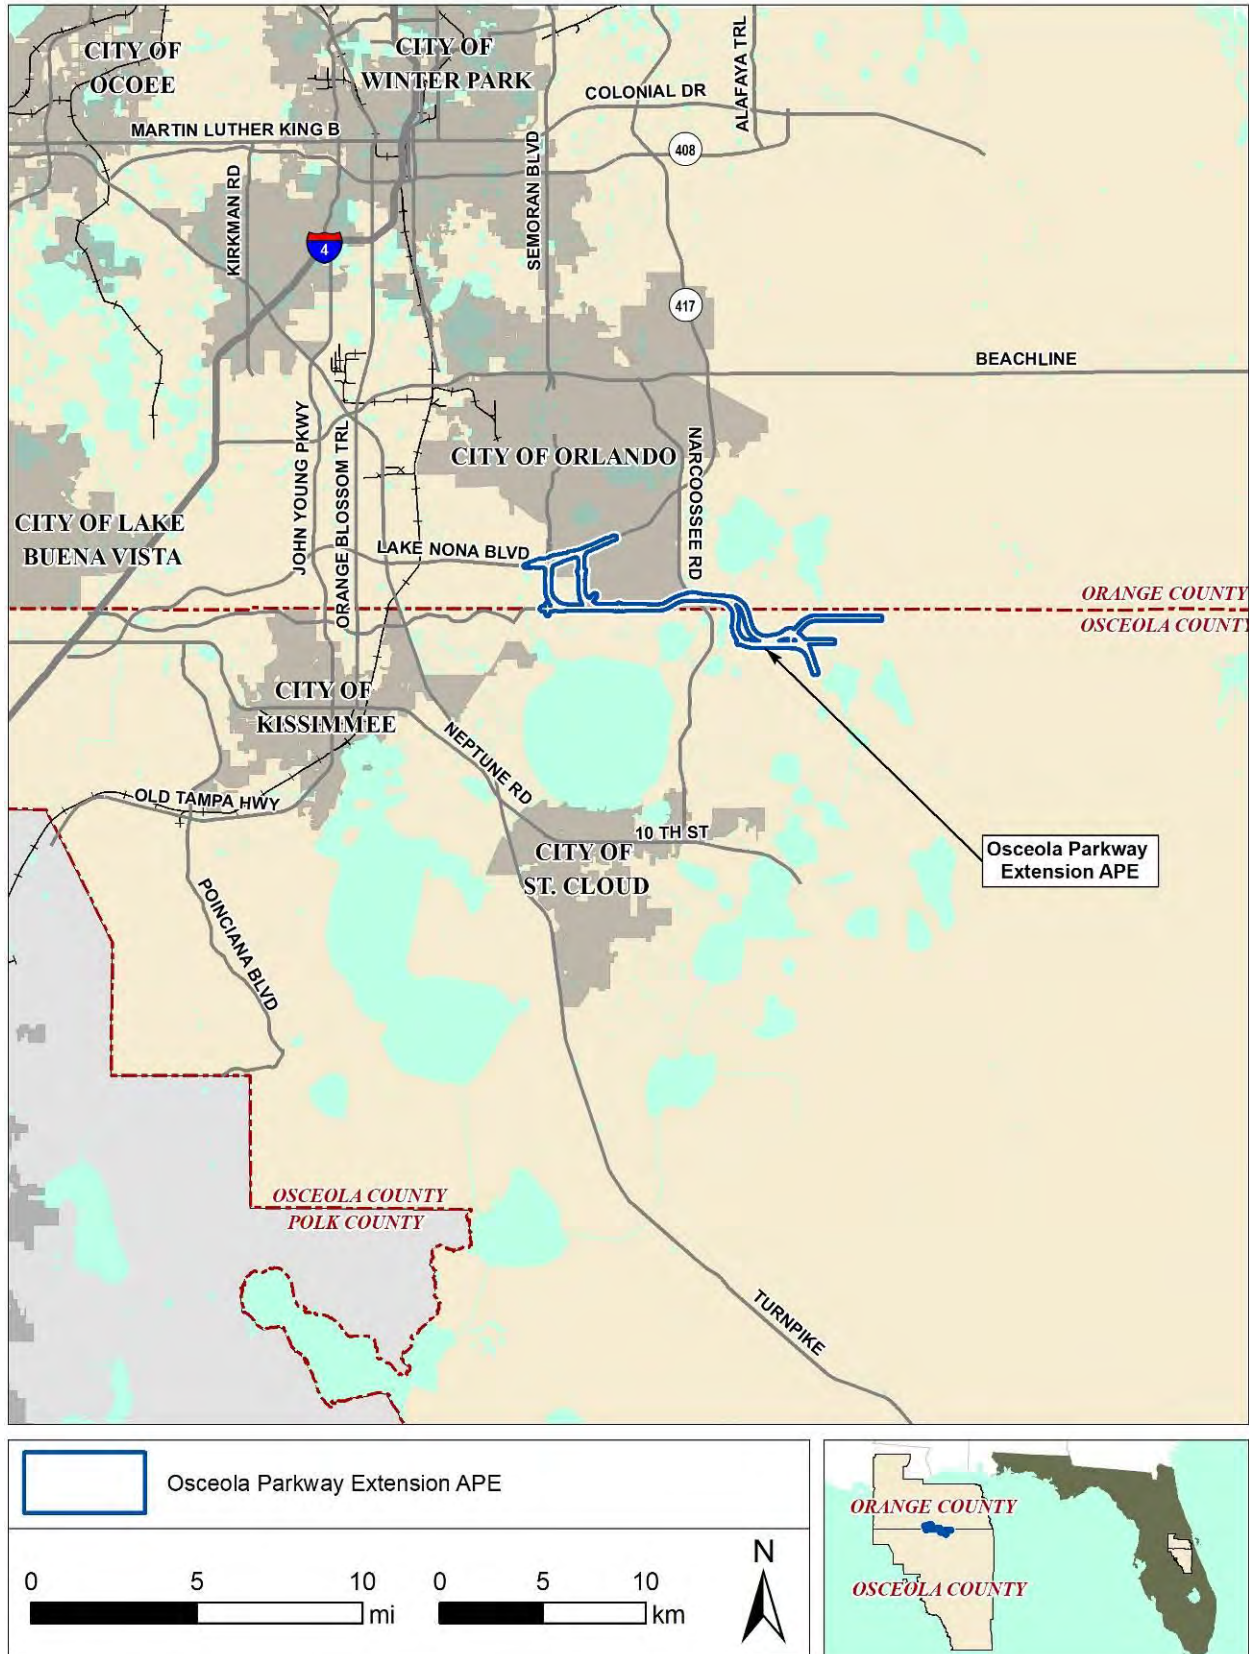 CITY OF
OCOEE
CITY OF
WINTER PARK
COLONIAL DR
ALAFAYA TRL
MARTIN LUTHER KING B
408
KIRKMAN RD
SEMORAN BLVD
4
417
BEACHLINE
JOHN YOUNG PKWY
ORANGE BLOSSOM TRL
CITY OF ORLANDO
NARCOOSSEE RD
CITY OF LAKE
BUENA VISTA
LAKE NONA BLVD
ORANGE COUNTY
OSCEOLA COUNTY
CITY OF
KISSIMMEE
NEPTUNE RD
OLD TAMPA HWY
10 TH ST
CITY OF
ST. CLOUD
Osceola Parkway
Extension APE
POINCIANA BLVD
OSCEOLA COUNTY
POLK COUNTY
TURNPIKE
Osceola Parkway Extension APE
0 5 10
mi
0 5 10
km
N
ORANGE COUNTY
OSCEOLA COUNTY